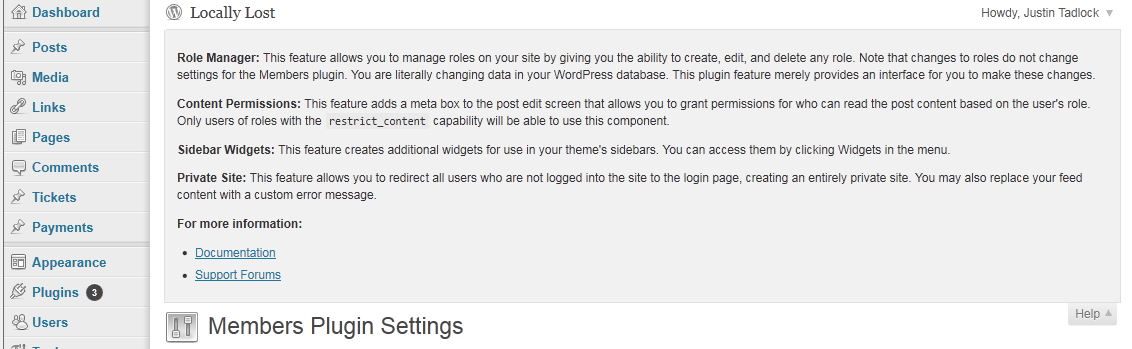 Dashboard
Posts
Media
Links
Pages
Comments
Tickets
Payments
Appearance
Plugins 3
Users
Locally Lost
Howdy, Justin Tadlock
Role Manager: This feature allows you to manage roles on your site by giving you the ability to create, edit, and delete any role. Note that changes to roles do not change
settings for the Members plugin. You are literally changing data in your WordPress database. This plugin feature merely provides an interface for you to make these changes.
Content Permissions: This feature adds a meta box to the post edit screen that allows you to grant permissions for who can read the post content based on the user's role.
Only users of roles with the restrict_content capability will be able to use this component.
Sidebar Widgets: This feature creates additional widgets for use in your theme's sidebars. You can access them by clicking Widgets in the menu.
Private Site: This feature allows you to redirect all users who are not logged into the site to the login page, creating an entirely private site. You may also replace your feed
content with a custom error message.
For more information:
• Documentation
• Support Forums
Help
Members Plugin Settings